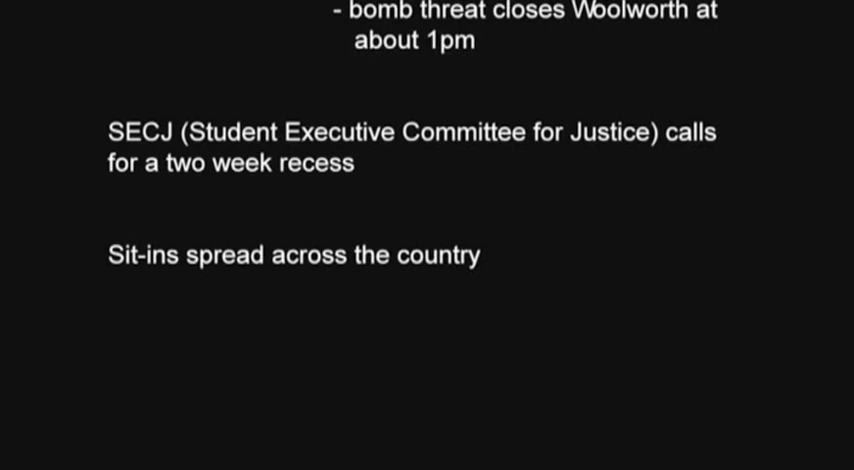 - bomb threat closes Woolworth at
about 1pm
SECJ (Student Executive Committee for Justice) calls
for a two week recess
Sit-ins spread across the country